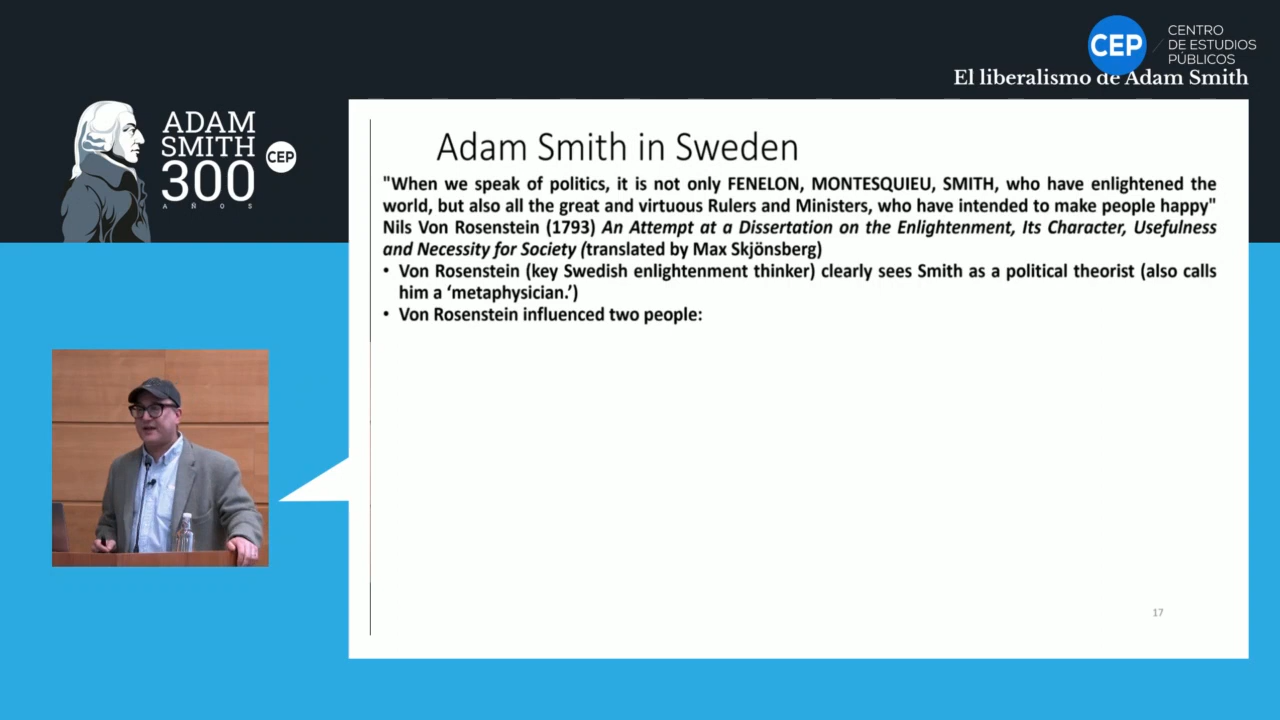 CEP
CENTRO
DE ESTUDIOS
PÚBLICOS
El liberalismo de Adam Smith
ADAM
SMITH
300
AÑOS
CEP
Adam Smith in Sweden
"When we speak of politics, it is not only FENELON, MONTESQUIEU, SMITH, who have enlightened the
world, but also all the great and virtuous Rulers and Ministers, who have intended to make people happy"
Nils Von Rosenstein (1793) An Attempt at a Dissertation on the Enlightenment, Its Character, Usefulness
and Necessity for Society (translated by Max Skjönsberg)
• Von Rosenstein (key Swedish enlightenment thinker) clearly sees Smith as a political theorist (also calls
him a ‘metaphysician.’)
• Von Rosenstein influenced two people:
17